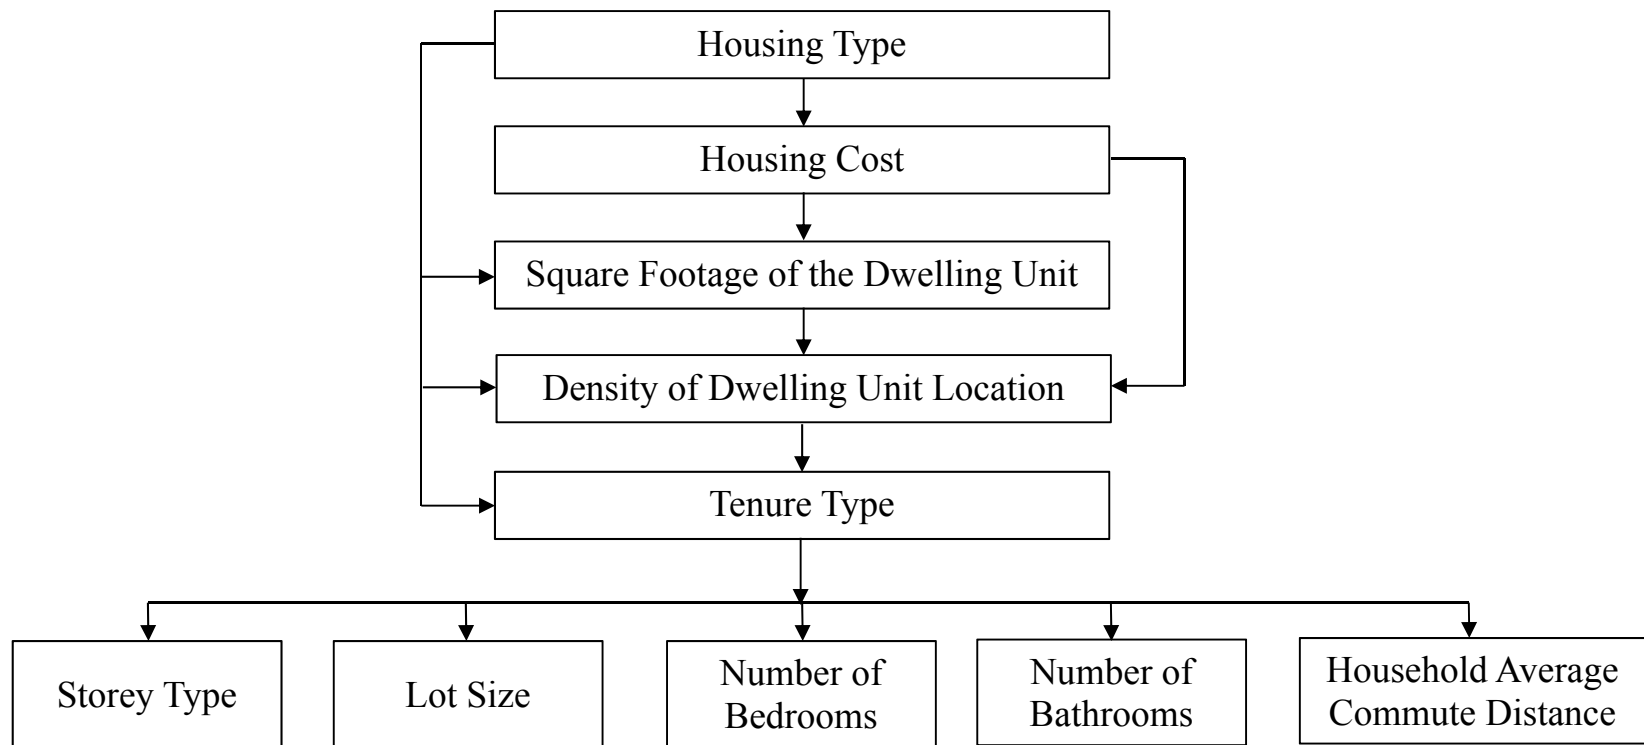 Housing Type
Housing Cost
Square Footage of the Dwelling Unit
Density of Dwelling Unit Location
Tenure Type
Storey Type
Lot Size
Number of
Bedrooms
Number of
Bathrooms
Household Average
Commute Distance